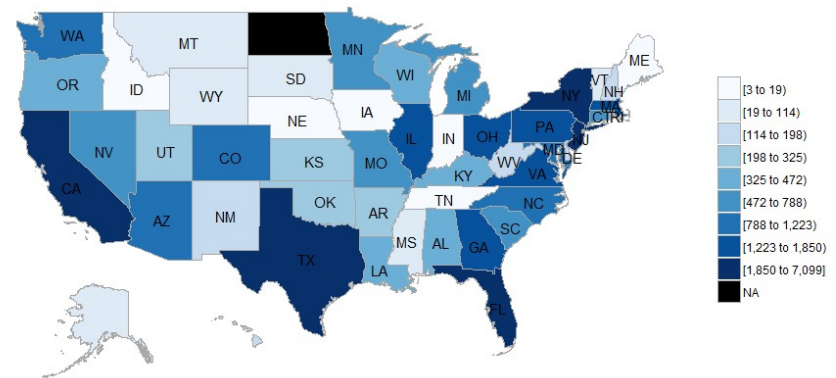 WA
MT
MN
ME
OR
ID
SD
WI
VT
NH
WY
MI
NY
MA
CT
RI
IA
NE
PA
NJ
NV
UT
IL
IN
OH
MD
DE
CO
KS
MO
WV
VA
KY
CA
NC
TN
OK
AR
AZ
NM
SC
MS
AL
GA
TX
LA
FL
[3 to 19)
[19 to 114)
[114 to 198)
[198 to 325)
[325 to 472)
[472 to 788)
[788 to 1,223)
[1,223 to 1,850)
[1,850 to 7,099]
NA